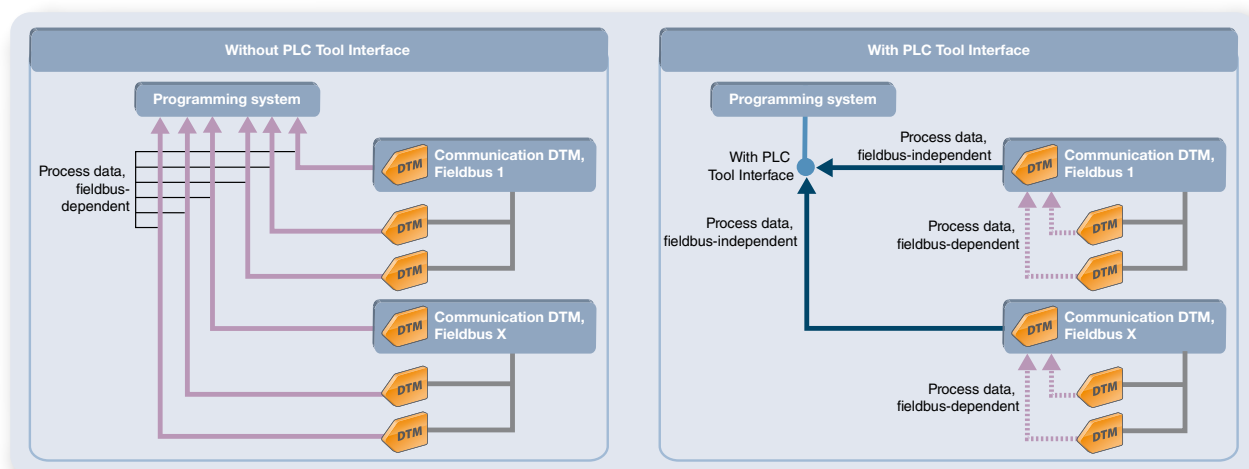 Without PLC Tool Interface
Programming system
Process data,
fieldbus-
dependent
DTM
Communication DTM,
Fieldbus 1
DTM
DTM
DTM
Communication DTM,
Fieldbus X
DTM
DTM
With PLC Tool Interface
Programming system
With PLC
Tool Interface
Process data,
fieldbus-independent
DTM
Communication DTM,
Fieldbus 1
Process data,
fieldbus-independent
Process data,
fieldbus-dependent
DTM
DTM
DTM
Communication DTM,
Fieldbus X
Process data,
fieldbus-dependent
DTM
DTM